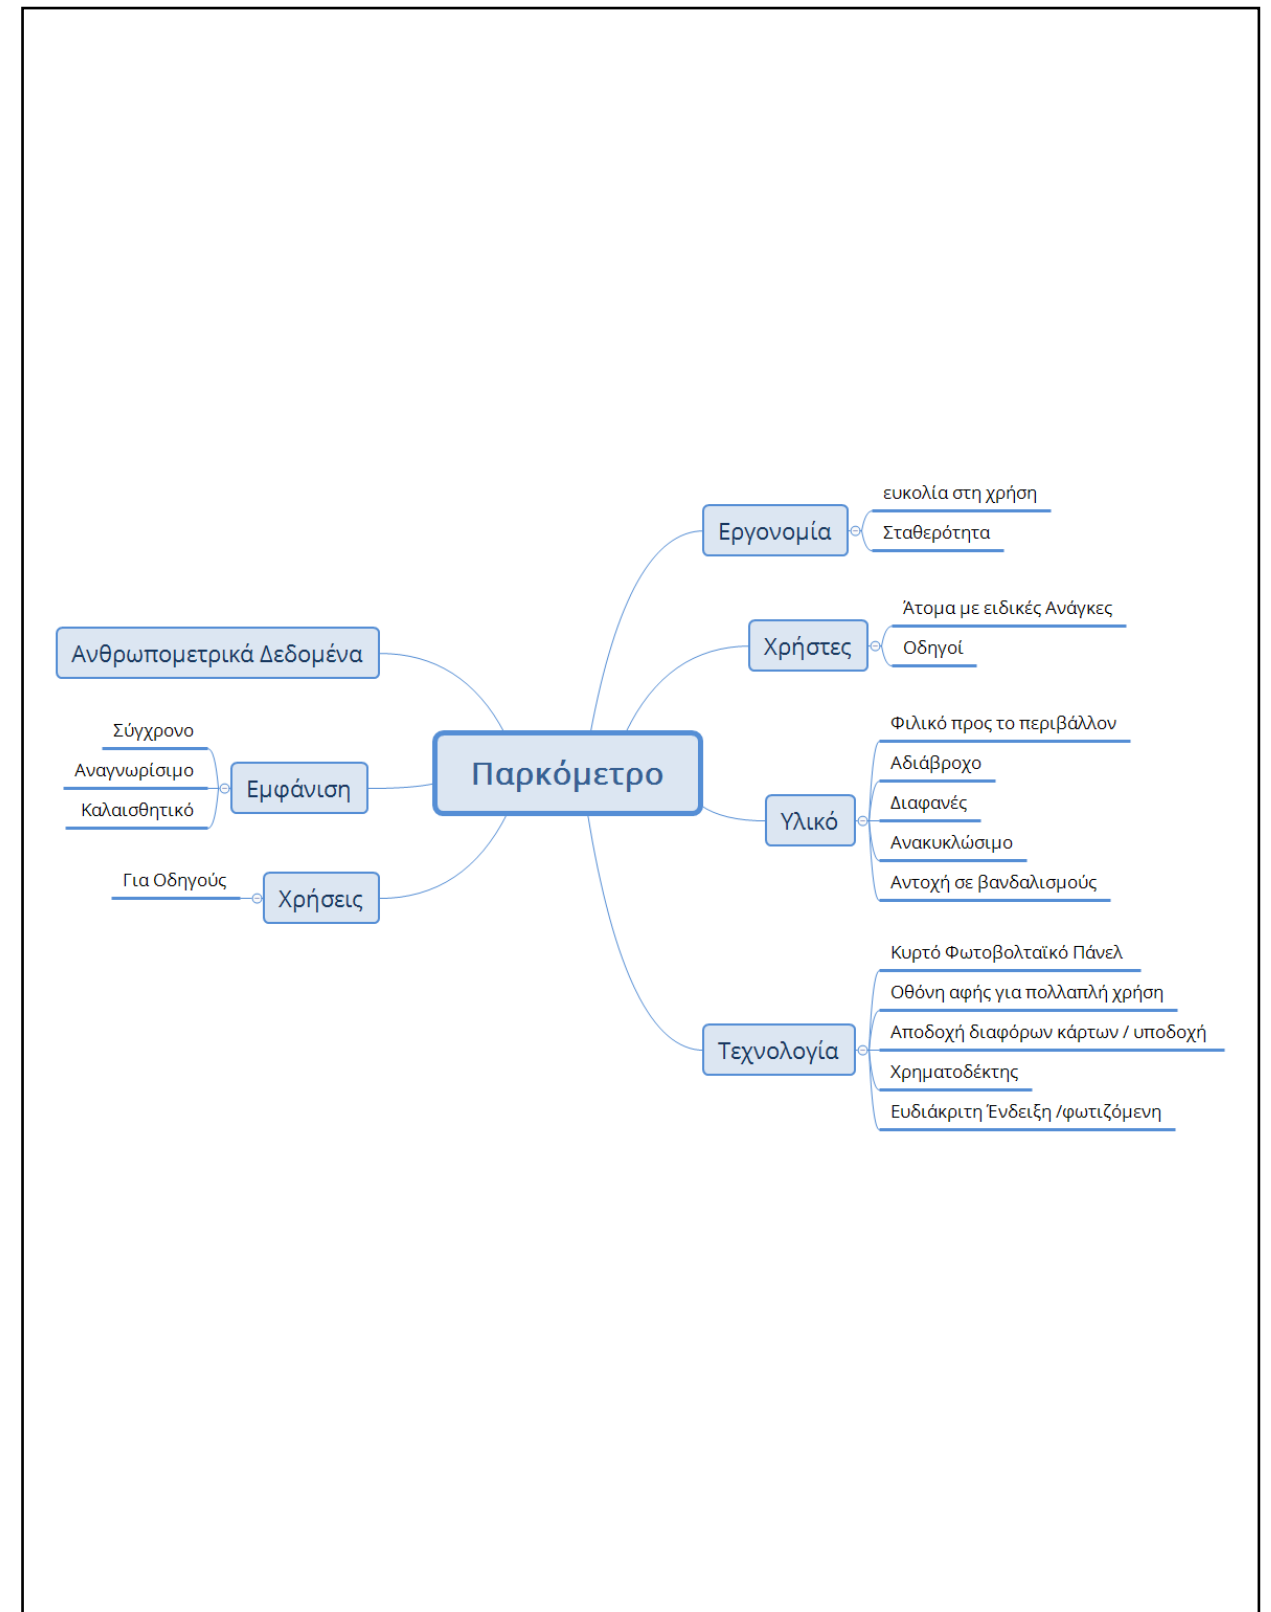 Παρκόμετρο
Εργονομία
ευκολία στη χρήση
Σταθερότητα
Χρήστες
Άτομα με ειδικές Ανάγκες
Οδηγοί
Υλικό
Φιλικό προς το περιβάλλον
Αδιάβροχο
Διαφανές
Ανακυκλώσιμο
Αντοχή σε βανδαλισμούς
Τεχνολογία
Κυρτό Φωτοβολταϊκό Πάνελ
Οθόνη αφής για πολλαπλή χρήση
Αποδοχή διαφόρων κάρτων / υποδοχή
Χρηματοδέκτης
Ευδιάκριτη Ένδειξη /φωτιζόμενη
Ανθρωπομετρικά Δεδομένα
Εμφάνιση
Σύγχρονο
Αναγνωρίσιμο
Καλαισθητικό
Χρήσεις
Για Οδηγούς